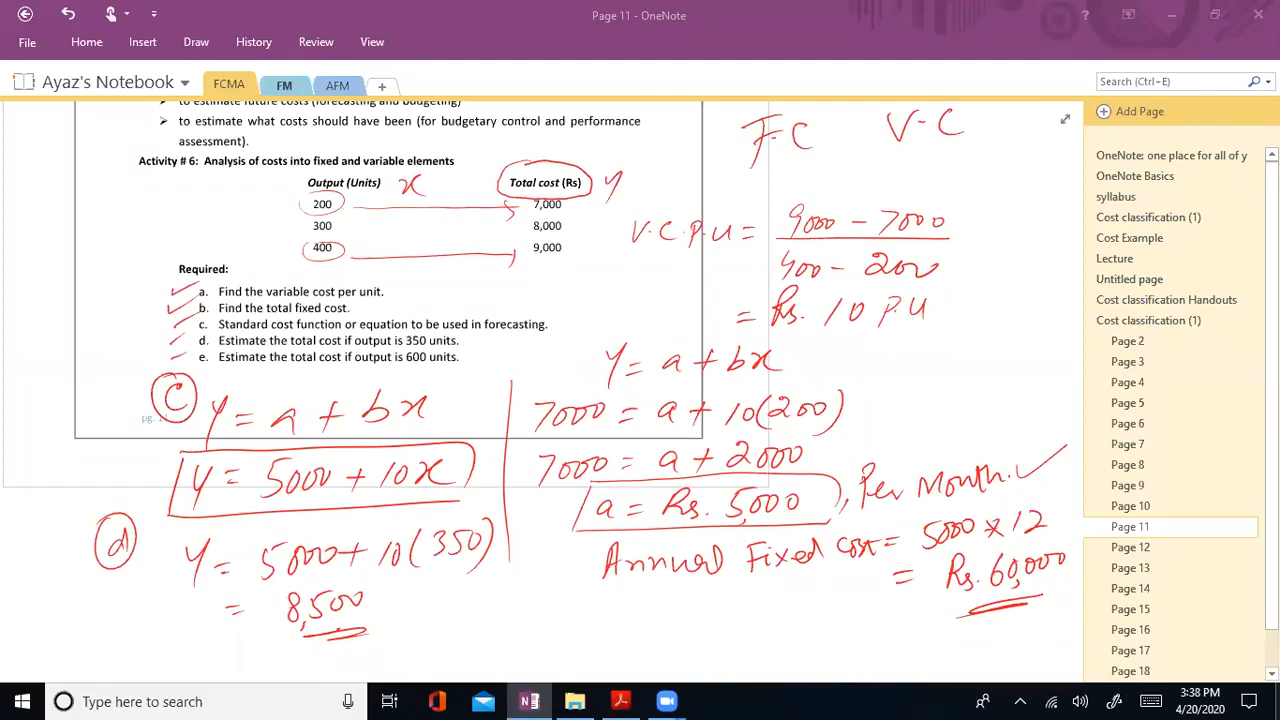 Page 11 - OneNote
?
File Home Insert Draw History Review View
Ayaz's Notebook FCMA FM AFM +
Search (Ctrl+E)
to estimate future costs (forecasting and budgeting)
to estimate what costs should have been (for budgetary control and performance
assessment).
Activity # 6: Analysis of costs into fixed and variable elements
Output (Units) x Total cost (Rs) y
200 7,000
300 8,000
400 9,000
Required:
a. Find the variable cost per unit.
b. Find the total fixed cost.
c. Standard cost function or equation to be used in forecasting.
d. Estimate the total cost if output is 350 units.
e. Estimate the total cost if output is 600 units.
pg.
F-C V-C
V.C.P.U = 9000 - 7000
400 - 200
= Rs. 10 P.U
Y = a + bx
7000 = a + 10(200)
7000 = a + 2000
a = Rs. 5,000, Per Month.
Annual Fixed cost = 5000 x 12
= Rs. 60,000
C Y = a + bx
Y = 5000 + 10x
d Y = 5000 + 10(350)
= 8,500
Add Page
OneNote: one place for all of y
OneNote Basics
syllabus
Cost classification (1)
Cost Example
Lecture
Untitled page
Cost classification Handouts
Cost classification (1)
Page 2
Page 3
Page 4
Page 5
Page 6
Page 7
Page 8
Page 9
Page 10
Page 11
Page 12
Page 13
Page 14
Page 15
Page 16
Page 17
Page 18
Type here to search
3:38 PM
4/20/2020